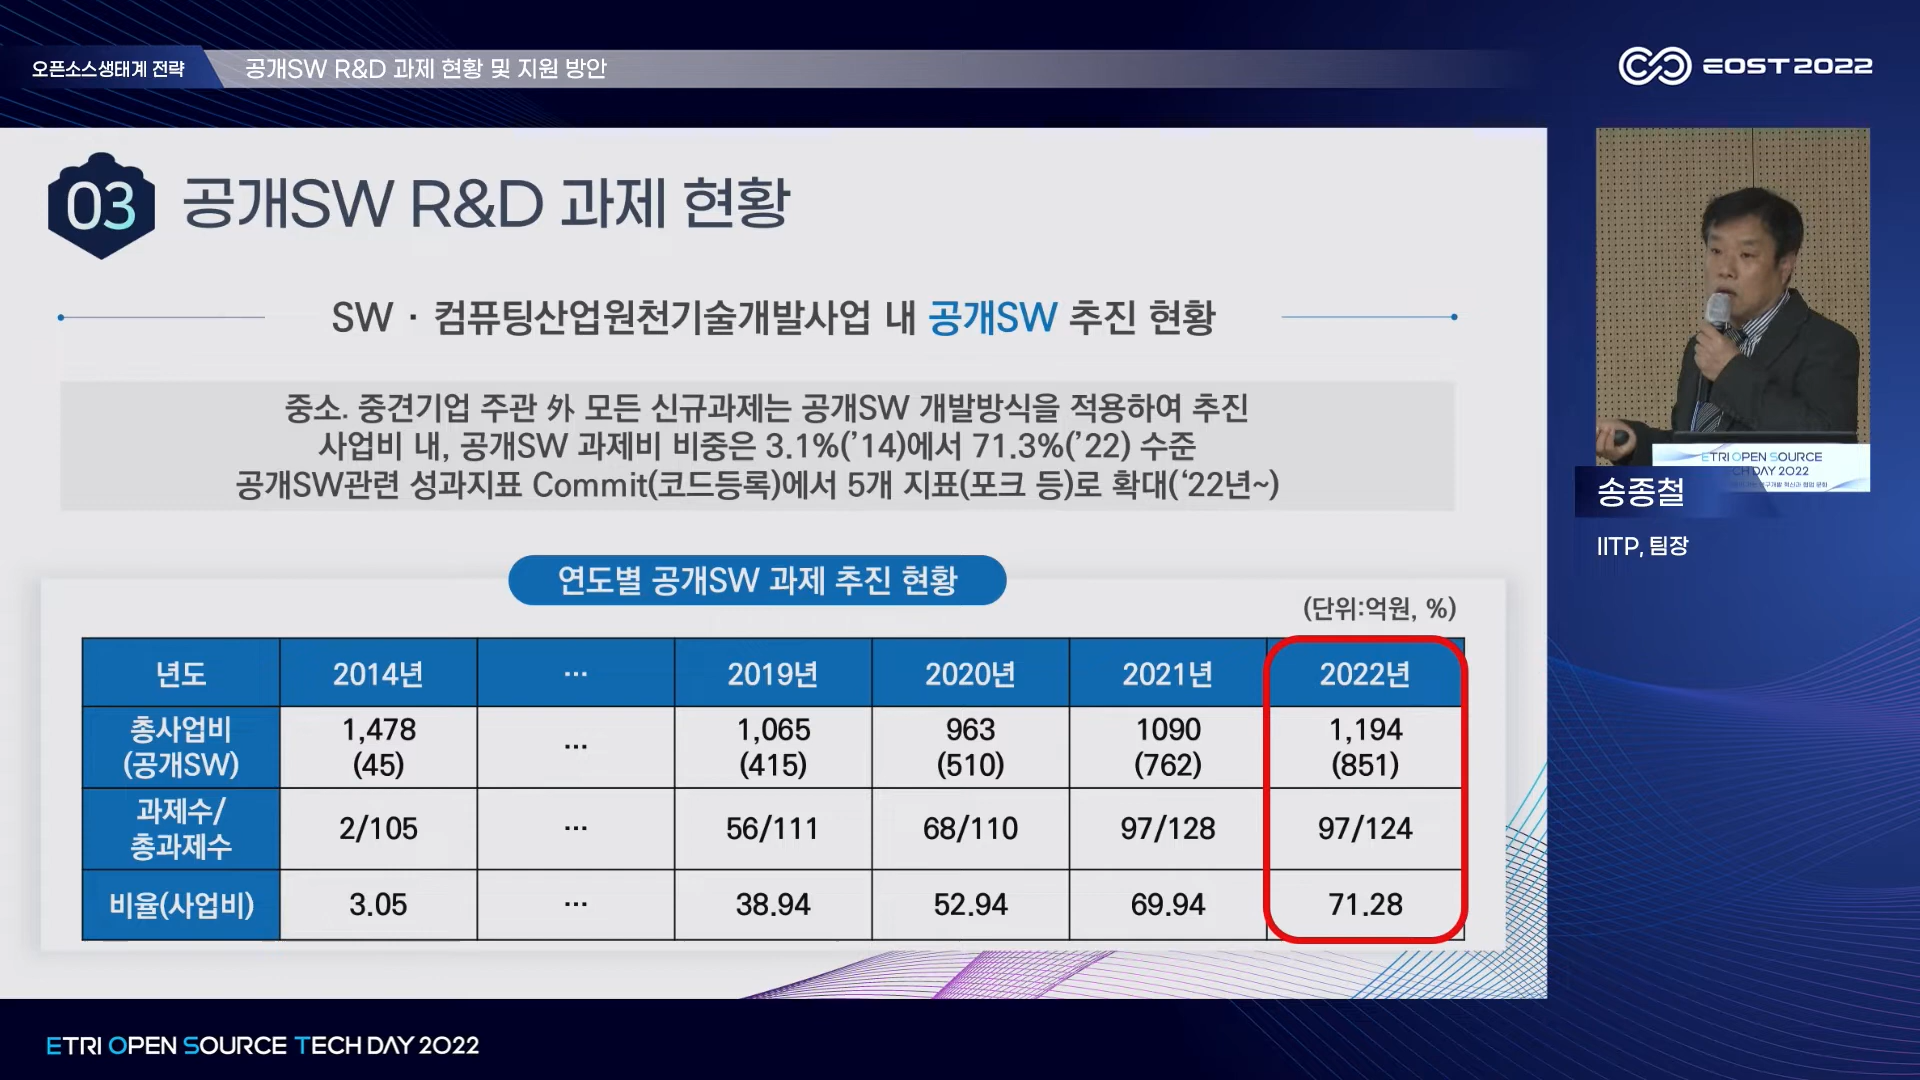 오픈소스생태계 전략
공개SW R&D 과제 현황 및 지원 방안
EOST2022
03
공개SW R&D 과제 현황
SW · 컴퓨팅산업원천기술개발사업 내 공개SW 추진 현황
중소. 중견기업 주관 外 모든 신규과제는 공개SW 개발방식을 적용하여 추진
사업비 내, 공개SW 과제비 비중은 3.1%(’14)에서 71.3%(’22) 수준
공개SW관련 성과지표 Commit(코드등록)에서 5개 지표(포크 등)로 확대(‘22년~)
연도별 공개SW 과제 추진 현황
(단위:억원, %)
년도 2014년 ··· 2019년 2020년 2021년 2022년
총사업비 1,478 ··· 1,065 963 1090 1,194
(공개SW) (45) (415) (510) (762) (851)
과제수/ 2/105 ··· 56/111 68/110 97/128 97/124
총과제수
비율(사업비) 3.05 ··· 38.94 52.94 69.94 71.28
ETRI OPEN SOURCE
TECH DAY 2022
송종철
IITP, 팀장
ETRI OPEN SOURCE TECH DAY 2022